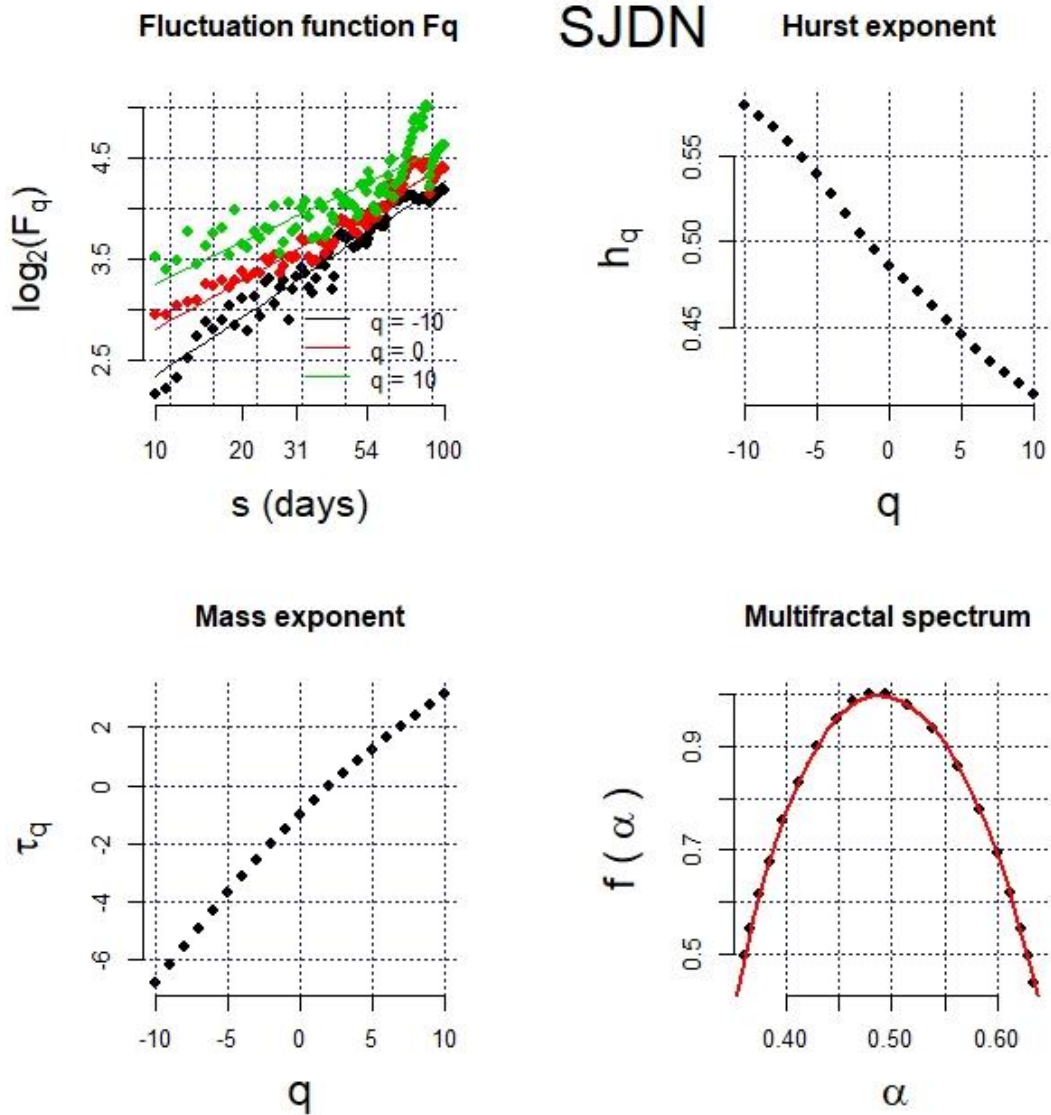 SJDN
Fluctuation function Fq
log₂(F_q)
4.5
3.5
2.5
q = -10
q = 0
q = 10
10 20 31 54 100
s (days)
Hurst exponent
h_q
0.55
0.50
0.45
-10 -5 0 5 10
q
Mass exponent
τ_q
2
0
-2
-4
-6
-10 -5 0 5 10
q
Multifractal spectrum
f ( α )
0.9
0.7
0.5
0.40 0.50 0.60
α